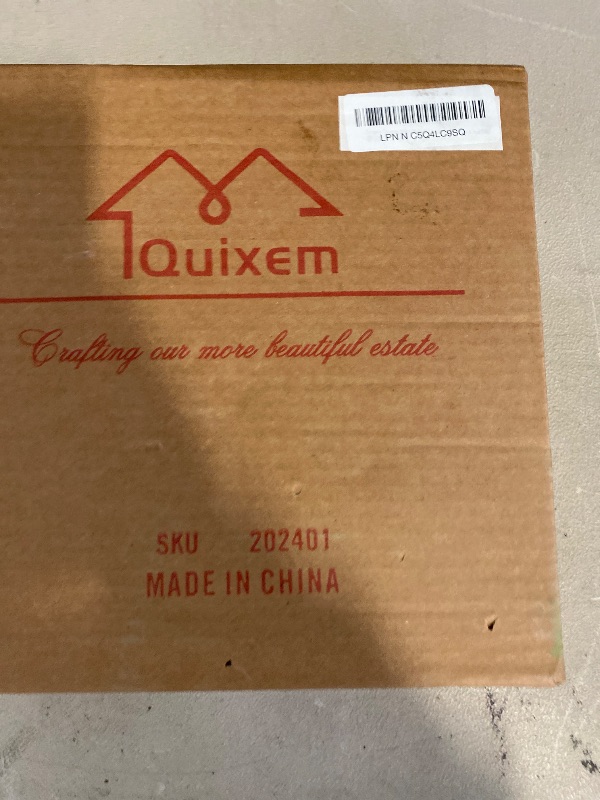 LPN N C5Q4LC9SQ
Quixem
Crafting our more beautiful estate
SKU 202401
MADE IN CHINA